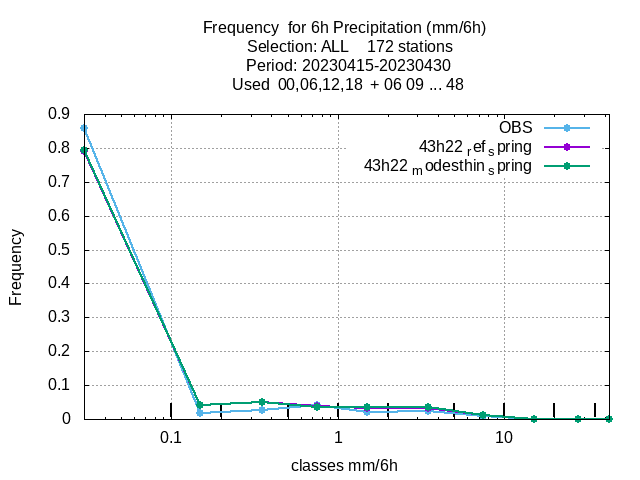 Frequency  for 6h Precipitation (mm/6h)
Selection: ALL    172 stations
Period: 20230415-20230430
Used  00,06,12,18  + 06 09 ... 48
OBS
43h22 ref spring
43h22 modesthin spring
0.9
0.8
0.7
0.6
0.5
0.4
0.3
0.2
0.1
0
Frequency
0.1 1 10
classes mm/6h